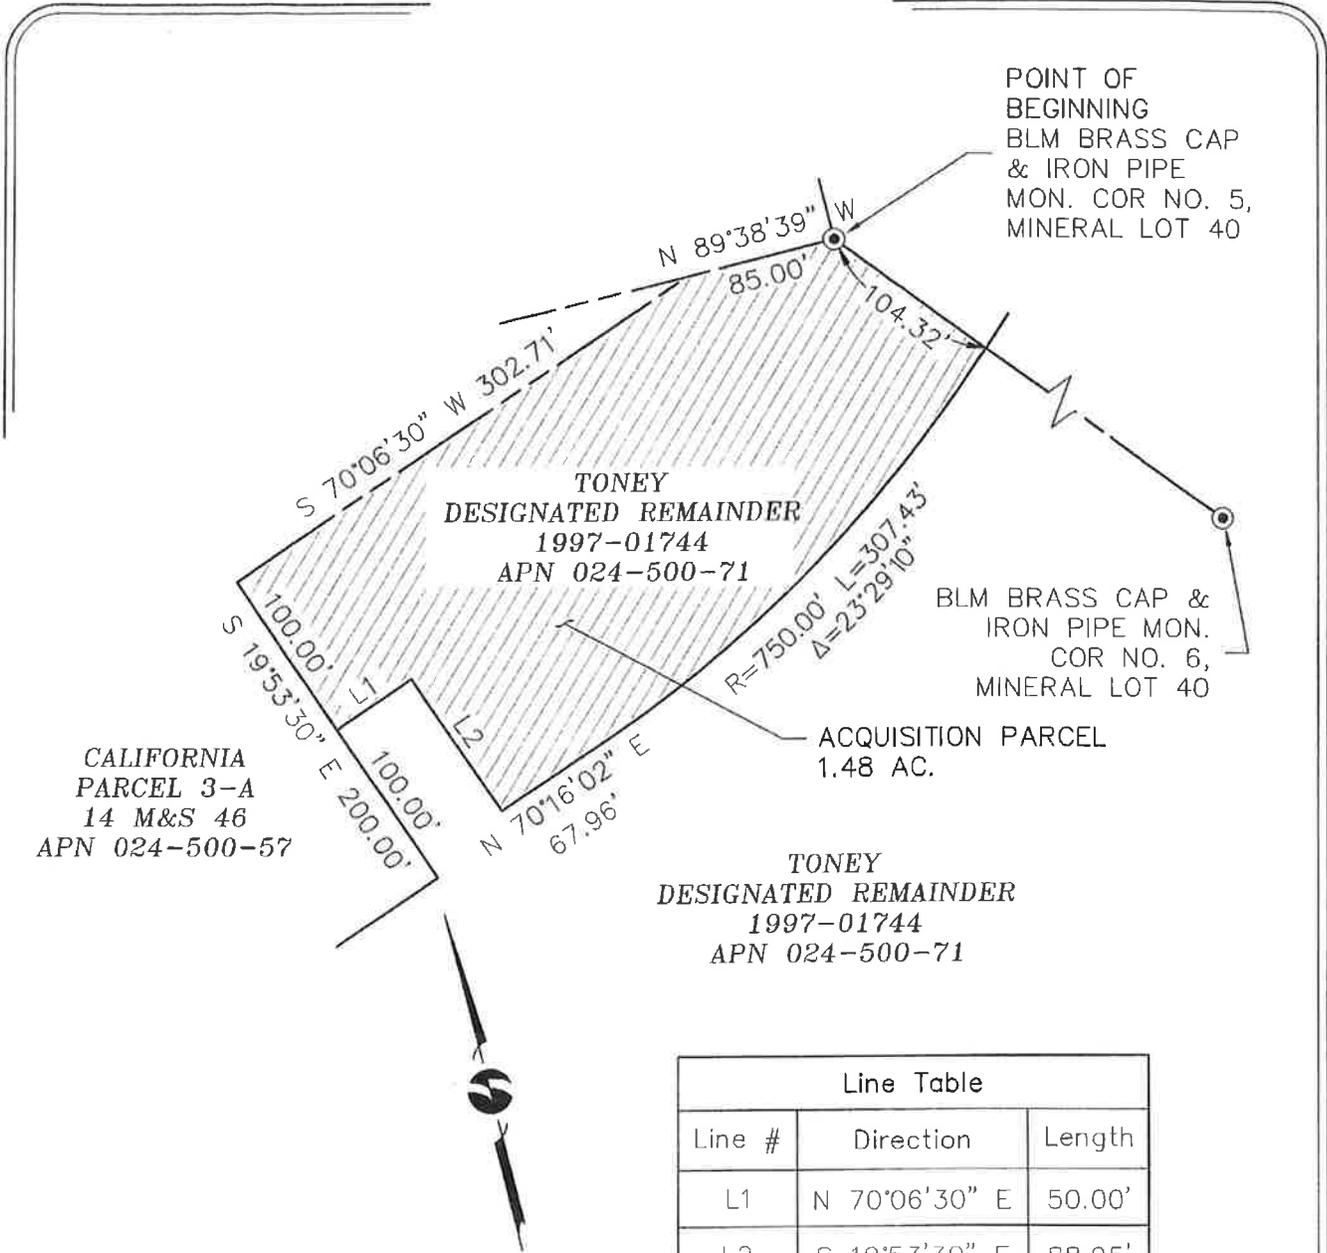 POINT OF
BEGINNING
BLM BRASS CAP
& IRON PIPE
MON. COR NO. 5,
MINERAL LOT 40
N 89°38'39" W
85.00'
104.32'
S 70°06'30" W 302.71'
TONEY
DESIGNATED REMAINDER
1997-01744
APN 024-500-71
R=750.00' L=307.43'
Δ=23°29'10"
BLM BRASS CAP &
IRON PIPE MON.
COR NO. 6,
MINERAL LOT 40
100.00'
S 19°53'30" E 200.00'
L1
L2
100.00'
N 70°16'02" E
67.96'
ACQUISITION PARCEL
1.48 AC.
CALIFORNIA
PARCEL 3-A
14 M&S 46
APN 024-500-57
TONEY
DESIGNATED REMAINDER
1997-01744
APN 024-500-71
Line Table
Line # Direction Length
L1 N 70°06'30" E 50.00'
L2 S 19°53'30" E